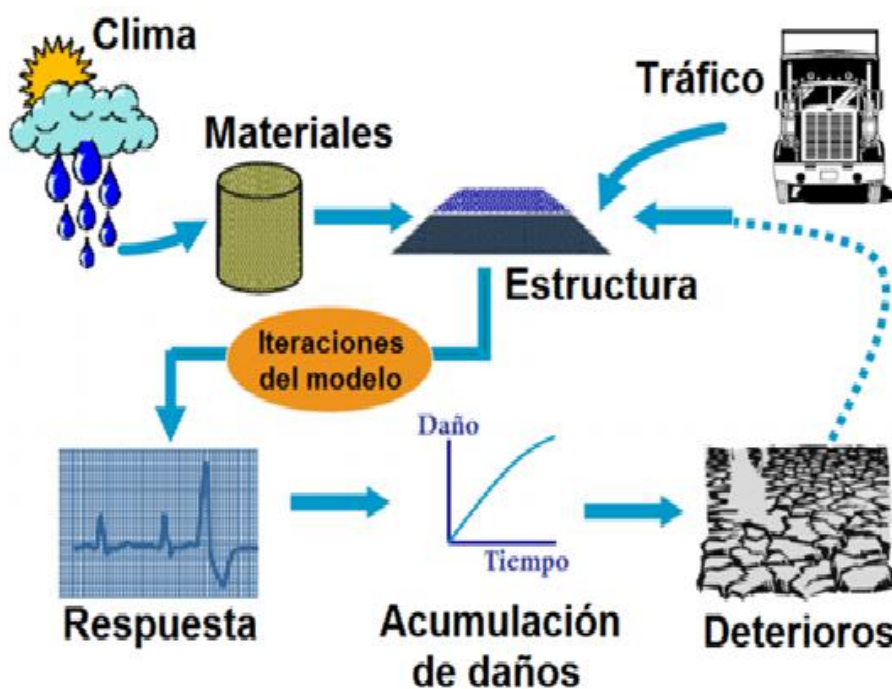 Clima
Tráfico
Materiales
Estructura
Iteraciones
del modelo
Daño
Tiempo
Respuesta
Acumulación
de daños
Deterioros